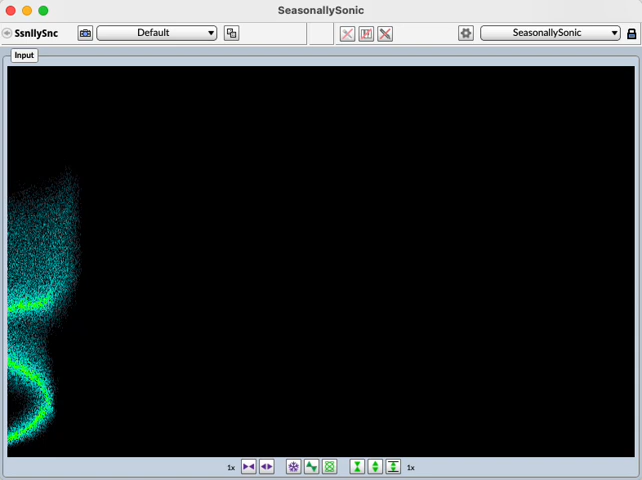 SeasonallySonic
SsnllySnc
Default
SeasonallySonic
Input
1x
1x